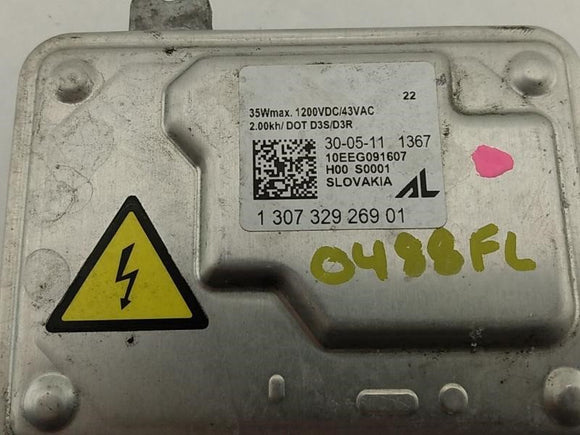 22
35Wmax. 1200VDC/43VAC
2.00kh/ DOT D3S/D3R
30-05-11 1367
10EEG091607
H00 S0001
SLOVAKIA AL
1 307 329 269 01
0488FL